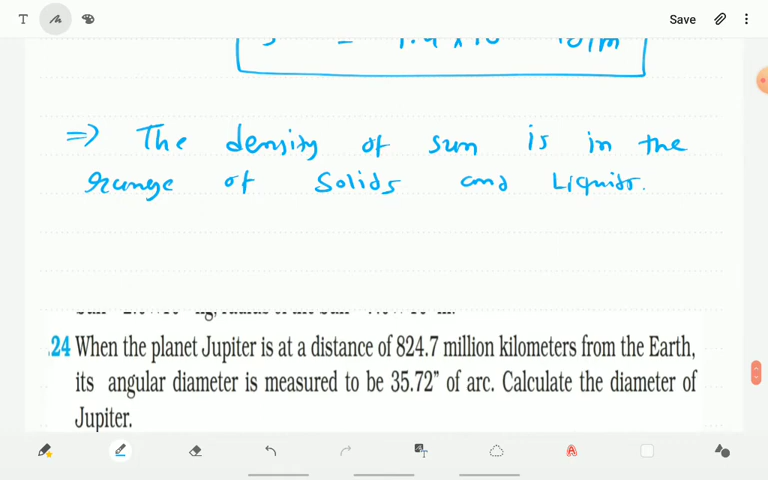 Save
⇒ The density of sun is in the
range of Solids and Liquids.
.24 When the planet Jupiter is at a distance of 824.7 million kilometers from the Earth,
its angular diameter is measured to be 35.72” of arc. Calculate the diameter of
Jupiter.